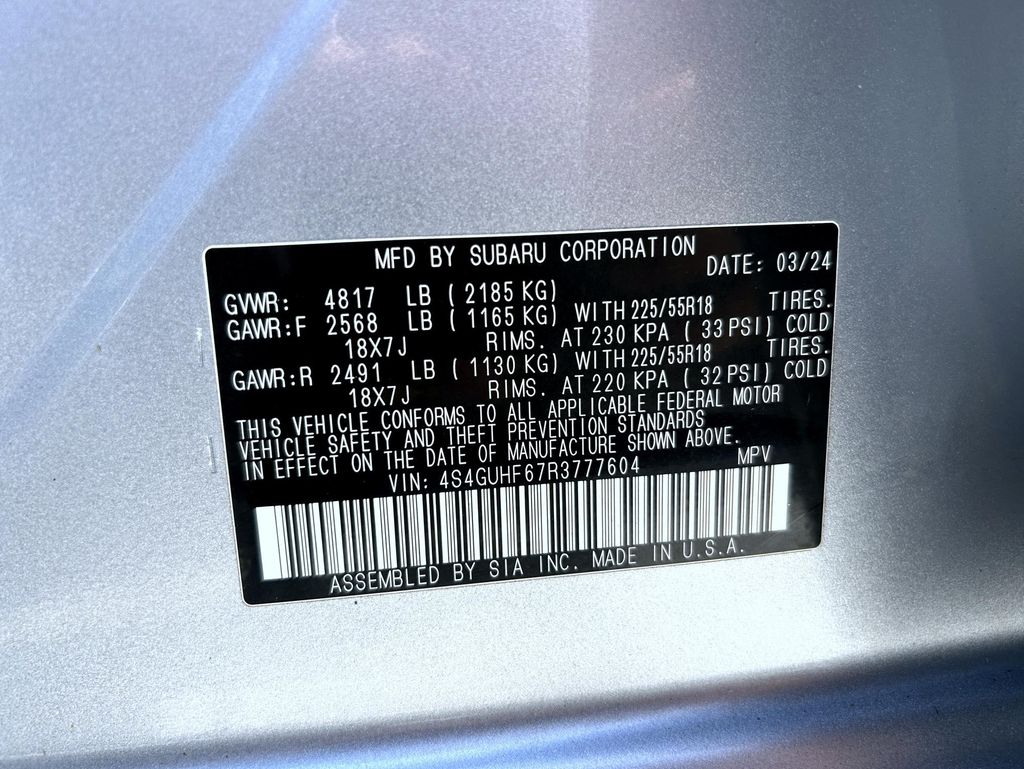 MFD BY SUBARU CORPORATION DATE: 03/24
GVWR: 4817 LB ( 2185 KG)
GAWR:F 2568 LB ( 1165 KG) WITH 225/55R18 TIRES.
18X7J RIMS. AT 230 KPA ( 33 PSI) COLD
GAWR:R 2491 LB ( 1130 KG) WITH 225/55R18 TIRES.
18X7J RIMS. AT 220 KPA ( 32 PSI) COLD
THIS VEHICLE CONFORMS TO ALL APPLICABLE FEDERAL MOTOR
VEHICLE SAFETY AND THEFT PREVENTION STANDARDS
IN EFFECT ON THE DATE OF MANUFACTURE SHOWN ABOVE.
VIN: 4S4GUHF67R3777604 MPV
ASSEMBLED BY SIA INC. MADE IN U.S.A.